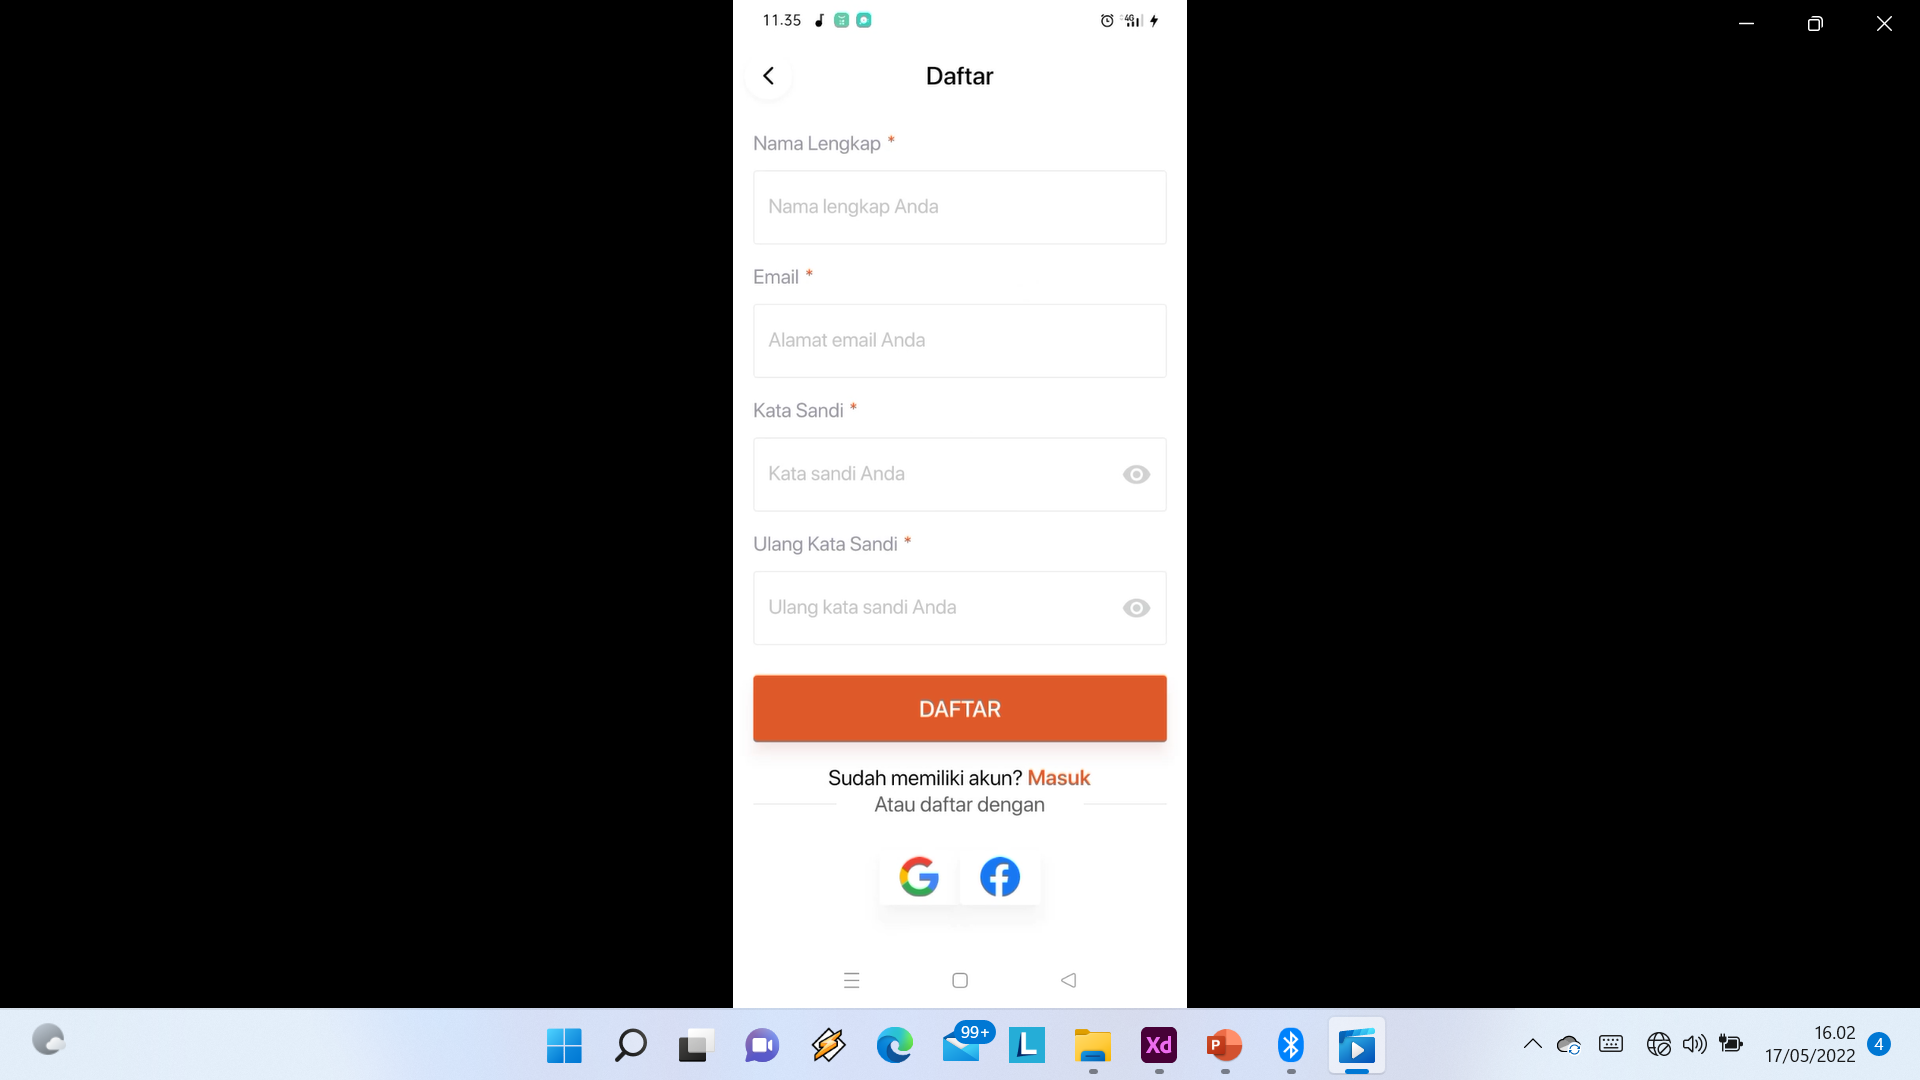 11.35
4G
Daftar
Nama Lengkap *
Nama lengkap Anda
Email *
Alamat email Anda
Kata Sandi *
Kata sandi Anda
Ulang Kata Sandi *
Ulang kata sandi Anda
DAFTAR
Sudah memiliki akun? Masuk
Atau daftar dengan
99+
L
Xd
P
16.02
17/05/2022
4